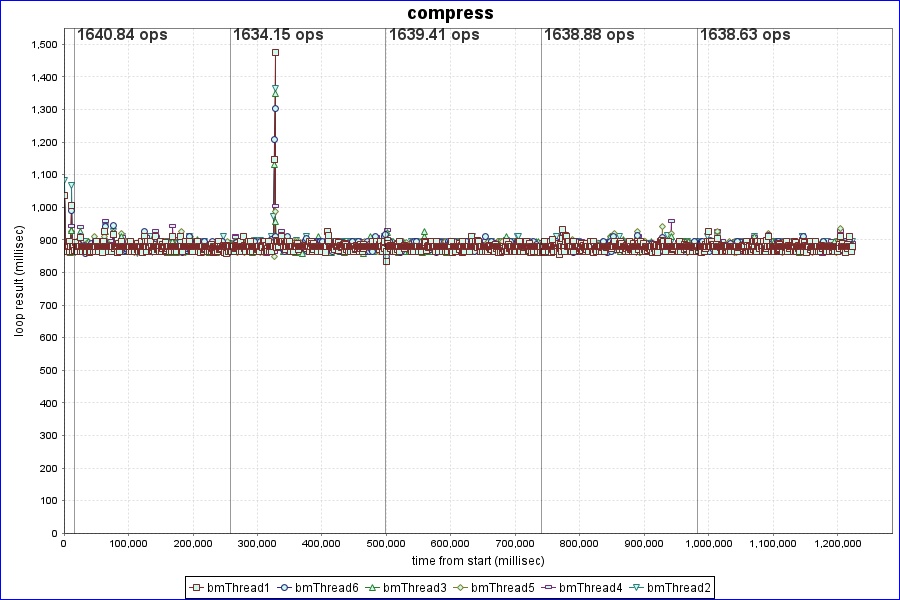 compress
1640.84 ops 1634.15 ops 1639.41 ops 1638.88 ops 1638.63 ops
1,500
1,400
1,300
1,200
1,100
1,000
900
800
700
600
500
400
300
200
100
0
loop result (millisec)
0 100,000 200,000 300,000 400,000 500,000 600,000 700,000 800,000 900,000 1,000,000 1,100,000 1,200,000
time from start (millisec)
bmThread1 bmThread6 bmThread3 bmThread5 bmThread4 bmThread2